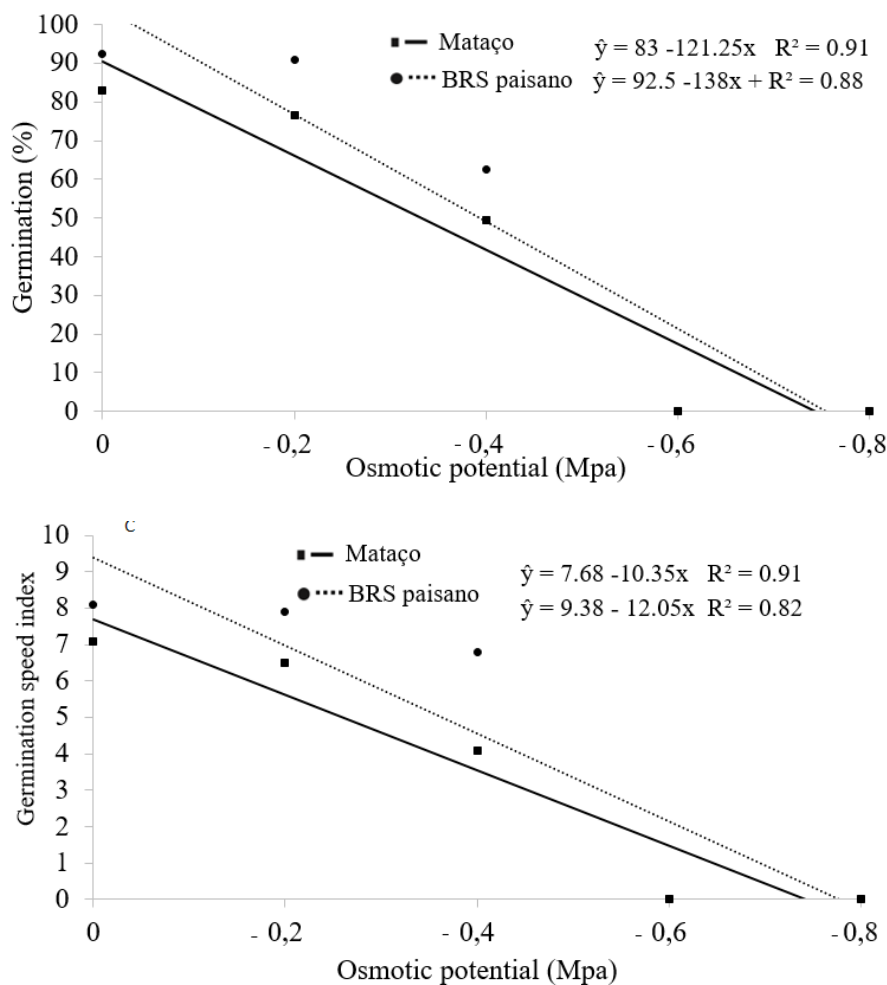 100
90
80
70
60
50
40
30
20
10
0
Germination (%)
Mataço ŷ = 83 -121.25x R² = 0.91
BRS paisano ŷ = 92.5 -138x + R² = 0.88
0 - 0,2 - 0,4 - 0,6 - 0,8
Osmotic potential (Mpa)
C
10
9
8
7
6
5
4
3
2
1
0
Germination speed index
Mataço ŷ = 7.68 -10.35x R² = 0.91
BRS paisano ŷ = 9.38 - 12.05x R² = 0.82
0 - 0,2 - 0,4 - 0,6 - 0,8
Osmotic potential (Mpa)